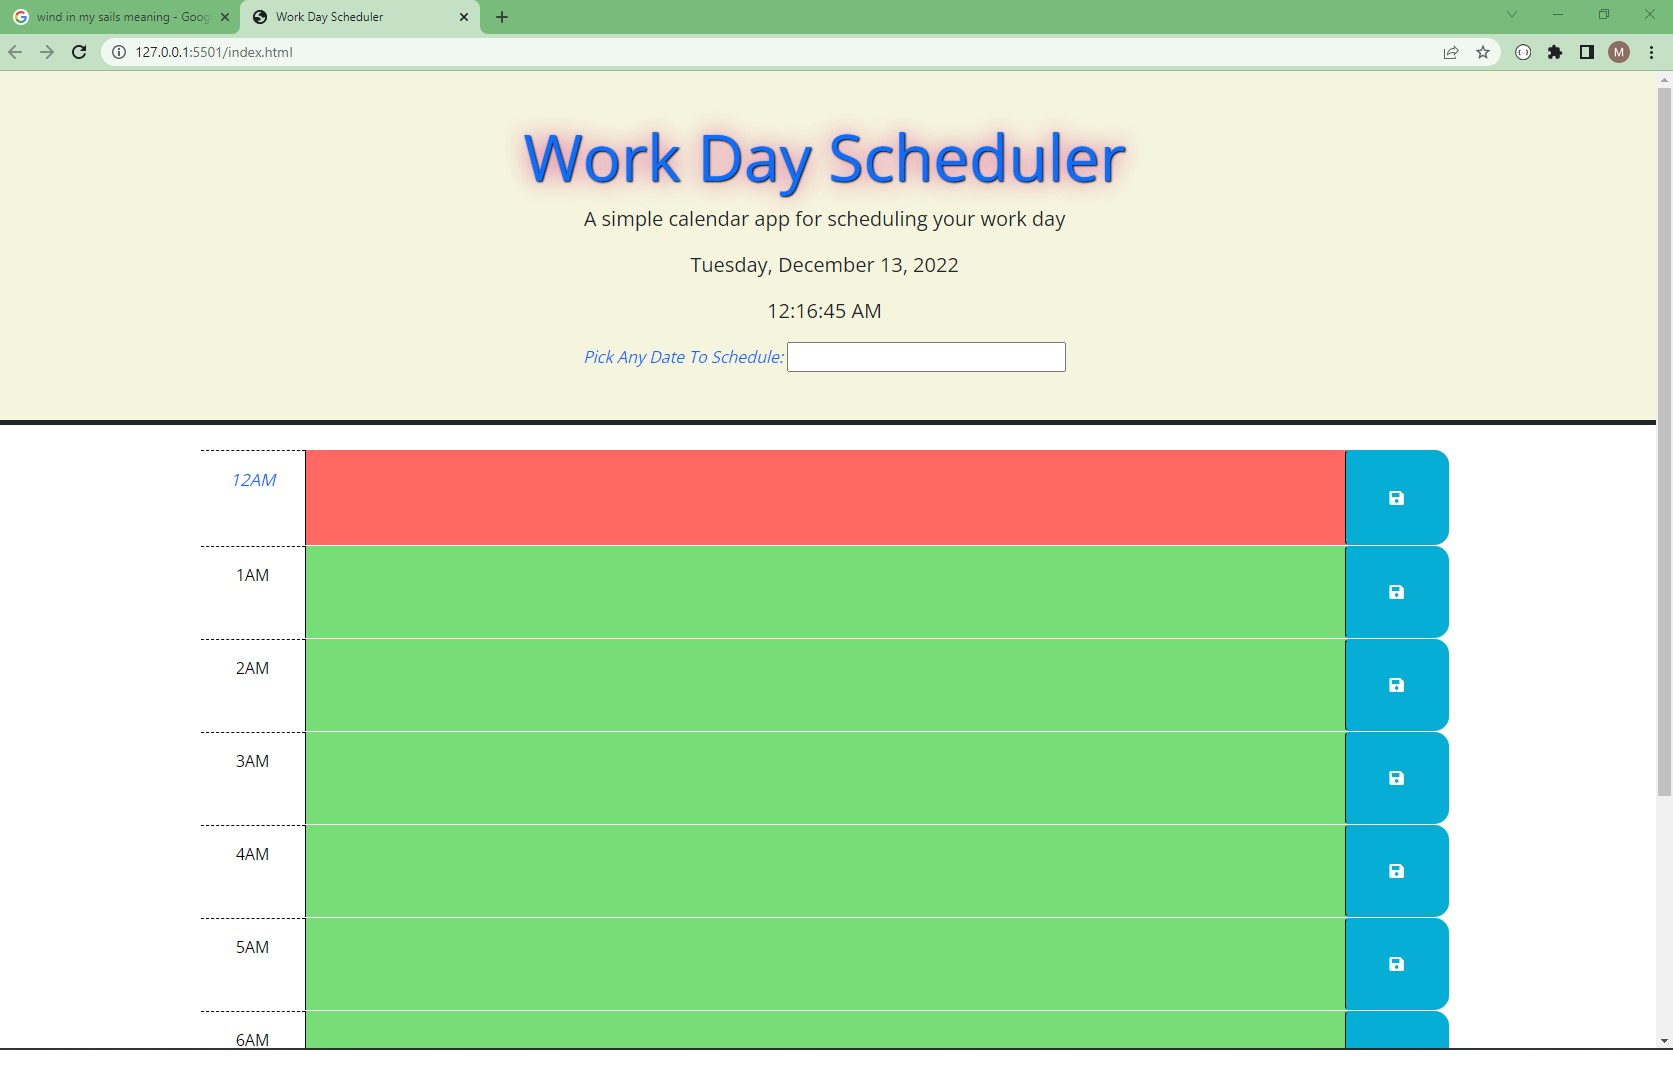 wind in my sails meaning - Goog
Work Day Scheduler
127.0.0.1:5501/index.html
M
Work Day Scheduler
A simple calendar app for scheduling your work day
Tuesday, December 13, 2022
12:16:45 AM
Pick Any Date To Schedule:
12AM
1AM
2AM
3AM
4AM
5AM
6AM